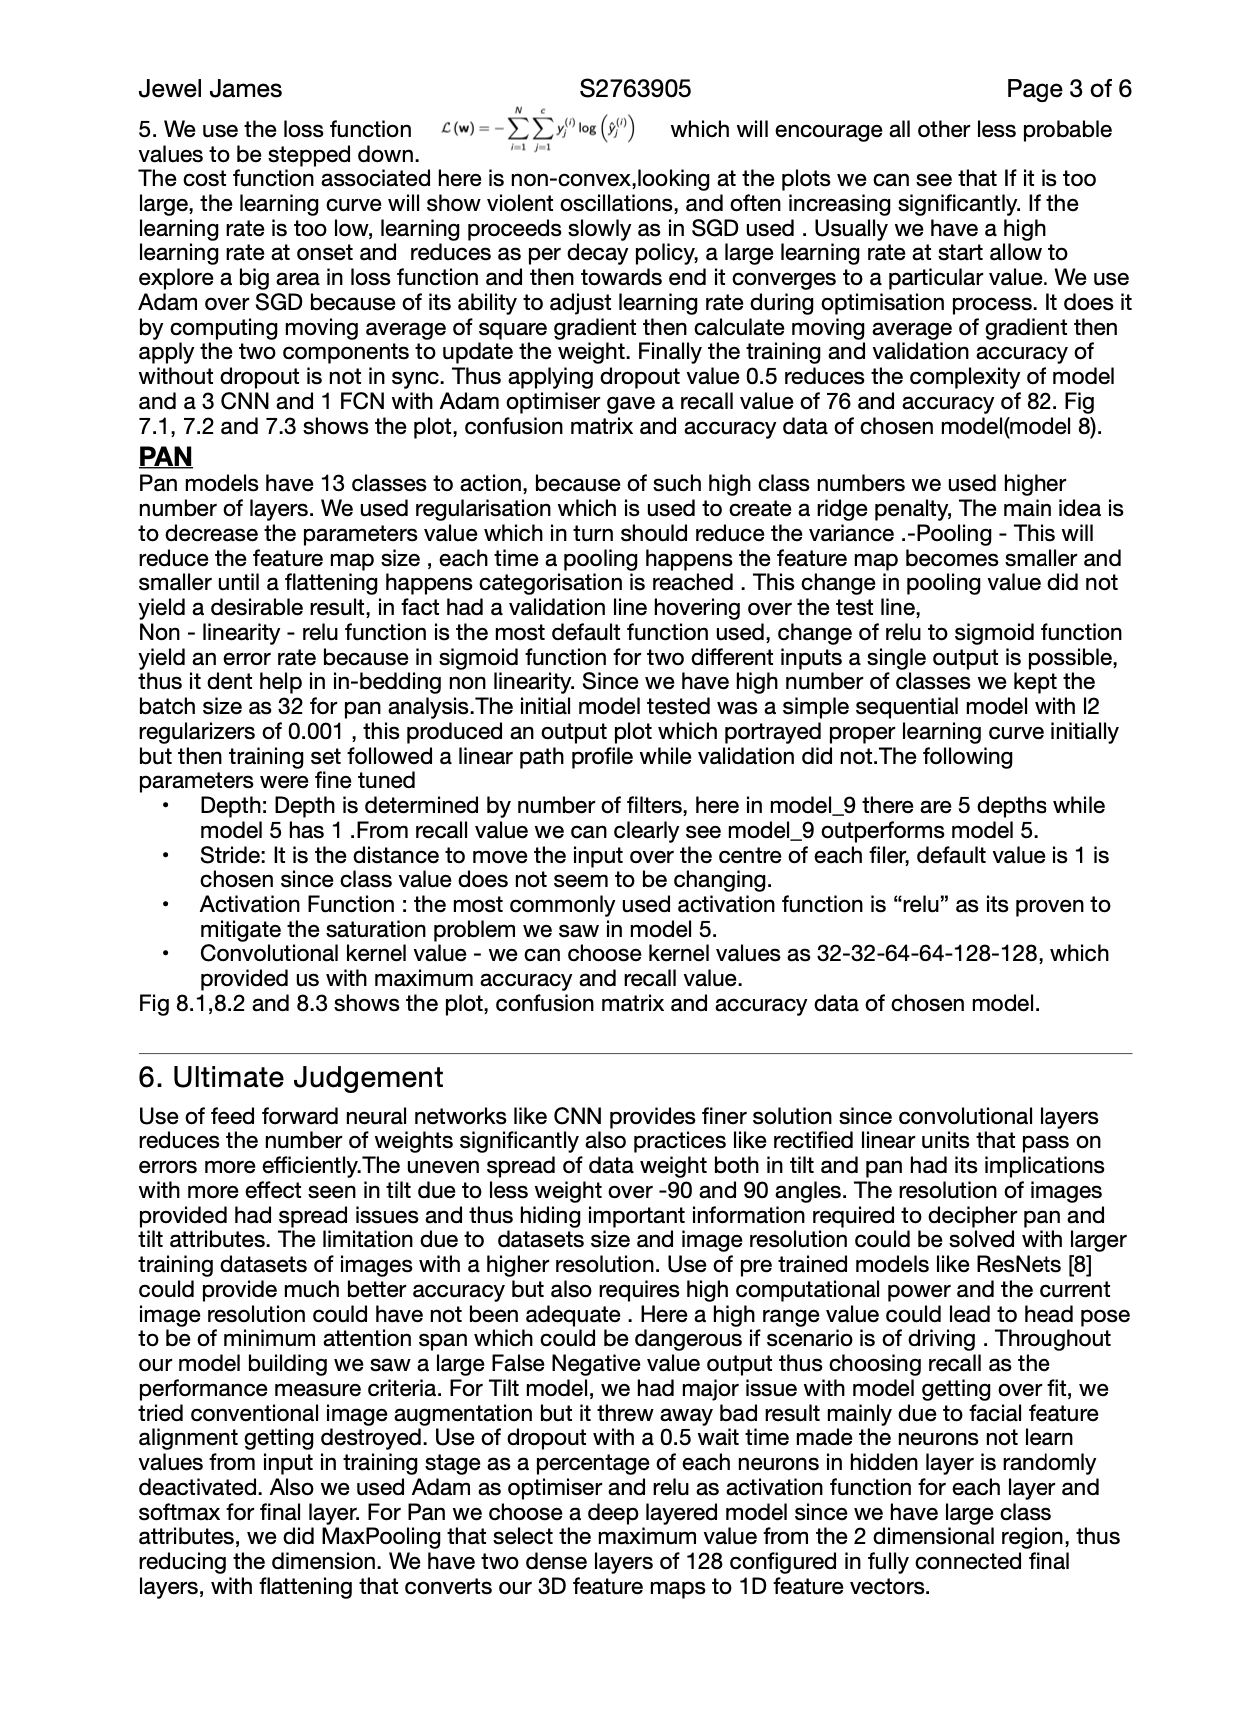 Jewel James S2763905 Page 3 of 6
5. We use the loss function L (w) = − ∑ᵢ₌₁ᴺ ∑ⱼ₌₁ᶜ yⱼ⁽ⁱ⁾ log (ŷⱼ⁽ⁱ⁾) which will encourage all other less probable
values to be stepped down.
The cost function associated here is non-convex,looking at the plots we can see that If it is too
large, the learning curve will show violent oscillations, and often increasing significantly. If the
learning rate is too low, learning proceeds slowly as in SGD used . Usually we have a high
learning rate at onset and  reduces as per decay policy, a large learning rate at start allow to
explore a big area in loss function and then towards end it converges to a particular value. We use
Adam over SGD because of its ability to adjust learning rate during optimisation process. It does it
by computing moving average of square gradient then calculate moving average of gradient then
apply the two components to update the weight. Finally the training and validation accuracy of
without dropout is not in sync. Thus applying dropout value 0.5 reduces the complexity of model
and a 3 CNN and 1 FCN with Adam optimiser gave a recall value of 76 and accuracy of 82. Fig
7.1, 7.2 and 7.3 shows the plot, confusion matrix and accuracy data of chosen model(model 8).
PAN
Pan models have 13 classes to action, because of such high class numbers we used higher
number of layers. We used regularisation which is used to create a ridge penalty, The main idea is
to decrease the parameters value which in turn should reduce the variance .-Pooling - This will
reduce the feature map size , each time a pooling happens the feature map becomes smaller and
smaller until a flattening happens categorisation is reached . This change in pooling value did not
yield a desirable result, in fact had a validation line hovering over the test line,
Non - linearity - relu function is the most default function used, change of relu to sigmoid function
yield an error rate because in sigmoid function for two different inputs a single output is possible,
thus it dent help in in-bedding non linearity. Since we have high number of classes we kept the
batch size as 32 for pan analysis.The initial model tested was a simple sequential model with l2
regularizers of 0.001 , this produced an output plot which portrayed proper learning curve initially
but then training set followed a linear path profile while validation did not.The following
parameters were fine tuned
• Depth: Depth is determined by number of filters, here in model_9 there are 5 depths while
model 5 has 1 .From recall value we can clearly see model_9 outperforms model 5.
• Stride: It is the distance to move the input over the centre of each filer, default value is 1 is
chosen since class value does not seem to be changing.
• Activation Function : the most commonly used activation function is “relu” as its proven to
mitigate the saturation problem we saw in model 5.
• Convolutional kernel value - we can choose kernel values as 32-32-64-64-128-128, which
provided us with maximum accuracy and recall value.
Fig 8.1,8.2 and 8.3 shows the plot, confusion matrix and accuracy data of chosen model.
6. Ultimate Judgement
Use of feed forward neural networks like CNN provides finer solution since convolutional layers
reduces the number of weights significantly also practices like rectified linear units that pass on
errors more efficiently.The uneven spread of data weight both in tilt and pan had its implications
with more effect seen in tilt due to less weight over -90 and 90 angles. The resolution of images
provided had spread issues and thus hiding important information required to decipher pan and
tilt attributes. The limitation due to  datasets size and image resolution could be solved with larger
training datasets of images with a higher resolution. Use of pre trained models like ResNets [8]
could provide much better accuracy but also requires high computational power and the current
image resolution could have not been adequate . Here a high range value could lead to head pose
to be of minimum attention span which could be dangerous if scenario is of driving . Throughout
our model building we saw a large False Negative value output thus choosing recall as the
performance measure criteria. For Tilt model, we had major issue with model getting over fit, we
tried conventional image augmentation but it threw away bad result mainly due to facial feature
alignment getting destroyed. Use of dropout with a 0.5 wait time made the neurons not learn
values from input in training stage as a percentage of each neurons in hidden layer is randomly
deactivated. Also we used Adam as optimiser and relu as activation function for each layer and
softmax for final layer. For Pan we choose a deep layered model since we have large class
attributes, we did MaxPooling that select the maximum value from the 2 dimensional region, thus
reducing the dimension. We have two dense layers of 128 configured in fully connected final
layers, with flattening that converts our 3D feature maps to 1D feature vectors.